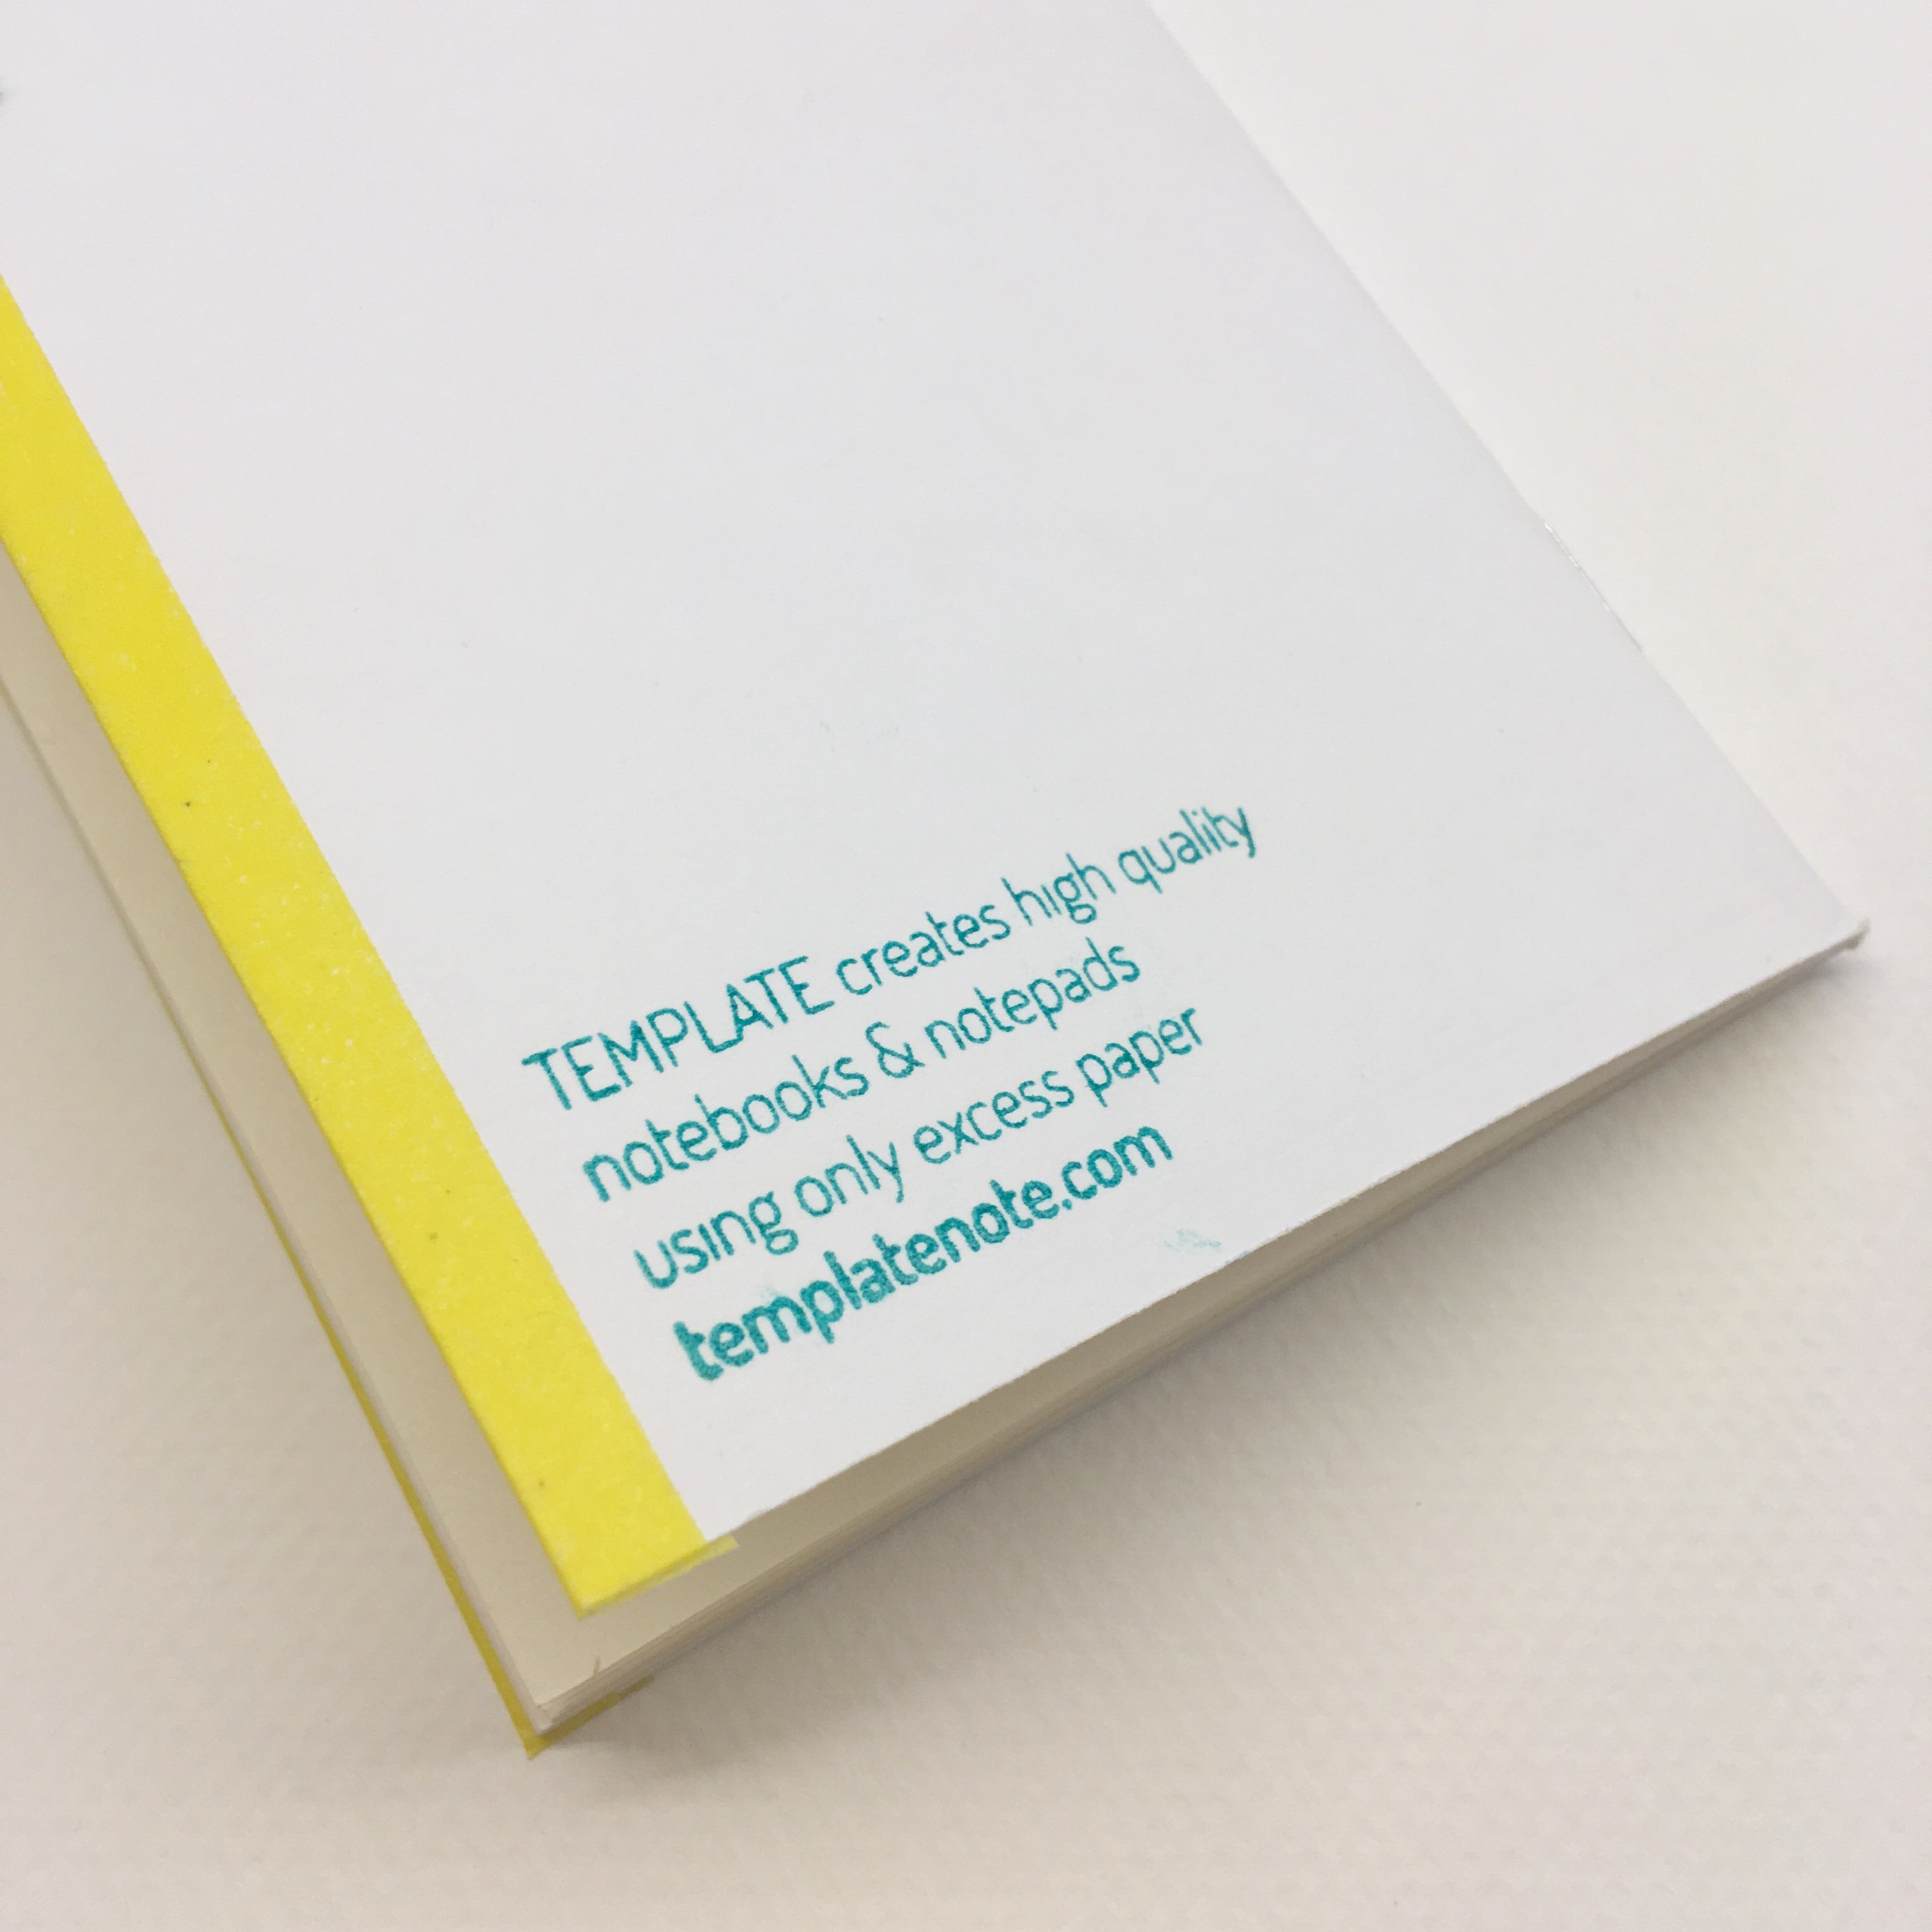 TEMPLATE creates high quality
notebooks & notepads
using only excess paper
templatenote.com